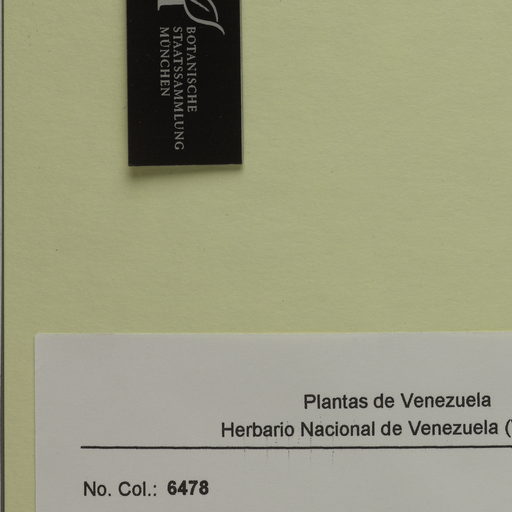 BOTANISCHE
STAATSSAMMLUNG
MÜNCHEN
Plantas de Venezuela
Herbario Nacional de Venezuela (
No. Col.: 6478